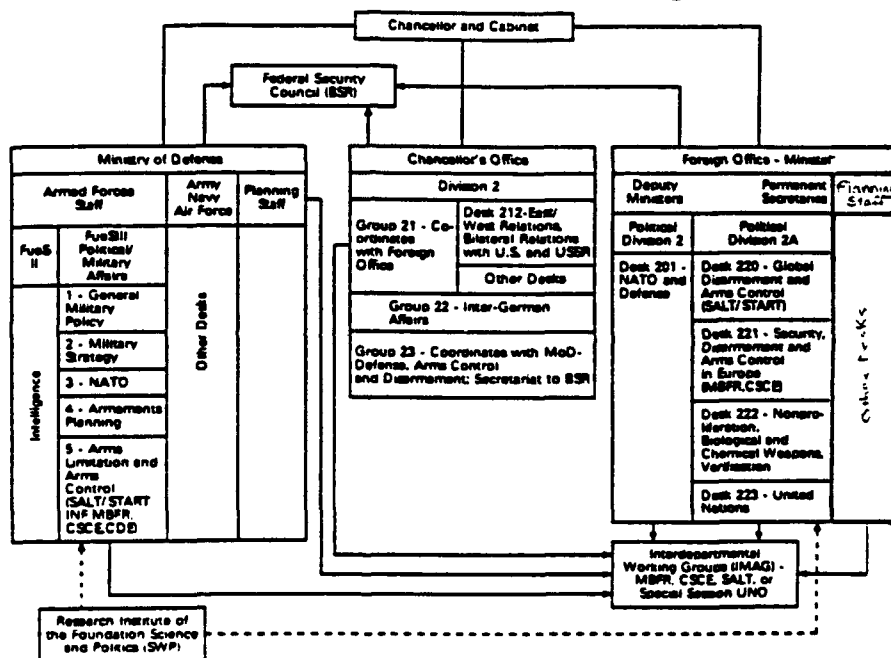 Chancellor and Cabinet
Federal Security
Council (BSR)
Ministry of Defense
Armed Forces
Staff
Army
Navy
Air Force
Planning
Staff
FueS
II
FueSIII
Political/
Military
Affairs
Intelligence
1 - General
Military
Policy
2 - Military
Strategy
3 - NATO
4 - Armaments
Planning
5 - Arms
Limitation and
Arms
Control
(SALT/START
INF, MBFR,
CSCE,CDE)
Other Desks
Chancellor's Office
Division 2
Group 21 - Co-
ordinates
with Foreign
Office
Desk 212-East/
West Relations,
Bilateral Relations
with U.S. and USSR
Other Desks
Group 22 - Inter-German
Affairs
Group 23 - Coordinates with MoD-
Defense, Arms Control
and Disarmament; Secretariat to BSR
Foreign Office - Minister
Deputy
Ministers
Permanent
Secretaries
Planning
Staff
Political
Division 2
Political
Division 2A
Desk 201 -
NATO and
Defense
Desk 220 - Global
Disarmament and
Arms Control
(SALT/START)
Desk 221 - Security,
Disarmament and
Arms Control
in Europe
(MBFR,CSCE)
Desk 222 - Nonpro-
liferation,
Biological and
Chemical Weapons,
Verification
Desk 223 - United
Nations
Other Desks
Interdepartmental
Working Groups (IMAG) -
MBFR, CSCE, SALT, or
Special Session UNO
Research Institute of
the Foundation Science
and Politics (SWP)